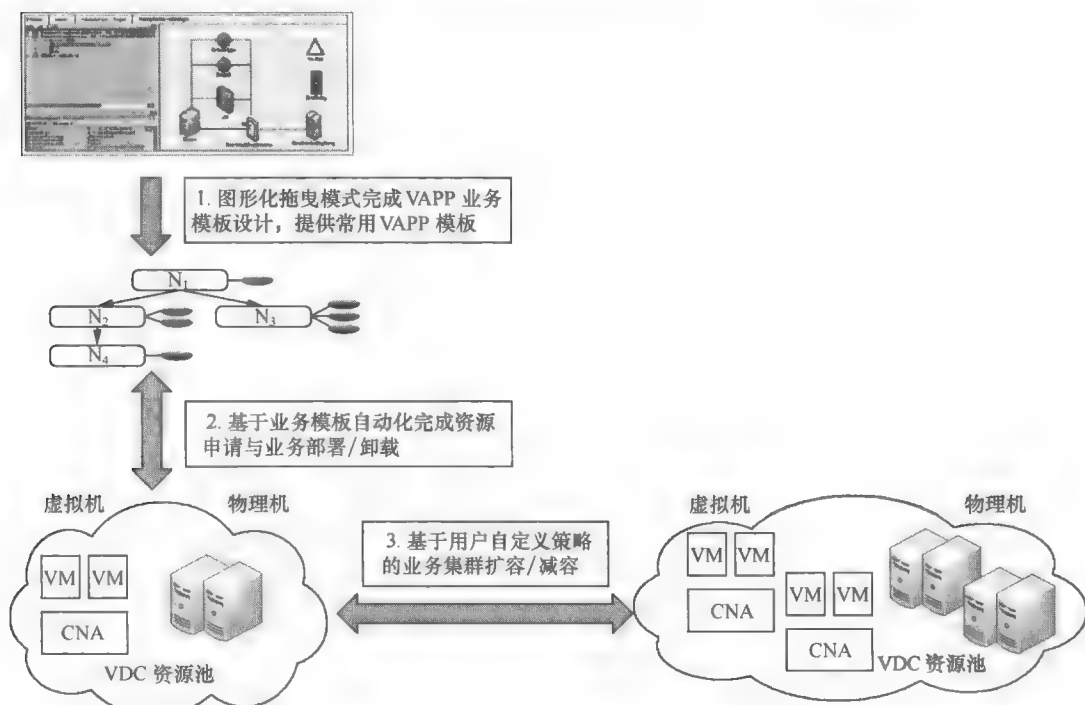 1. 图形化拖曳模式完成 VAPP 业务
模板设计，提供常用 VAPP 模板
N₁
N₂
N₃
N₄
2. 基于业务模板自动化完成资源
申请与业务部署/卸载
虚拟机 物理机
VM VM
CNA
VDC 资源池
3. 基于用户自定义策略
的业务集群扩容/减容
虚拟机 物理机
VM VM
CNA
VM VM
CNA
VDC 资源池